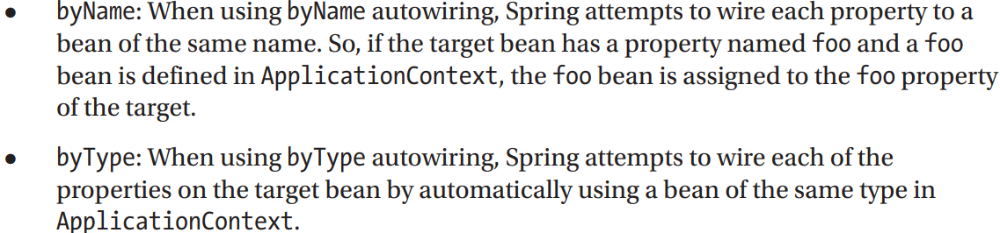 • byName: When using byName autowiring, Spring attempts to wire each property to a
bean of the same name. So, if the target bean has a property named foo and a foo
bean is defined in ApplicationContext, the foo bean is assigned to the foo property
of the target.
• byType: When using byType autowiring, Spring attempts to wire each of the
properties on the target bean by automatically using a bean of the same type in
ApplicationContext.